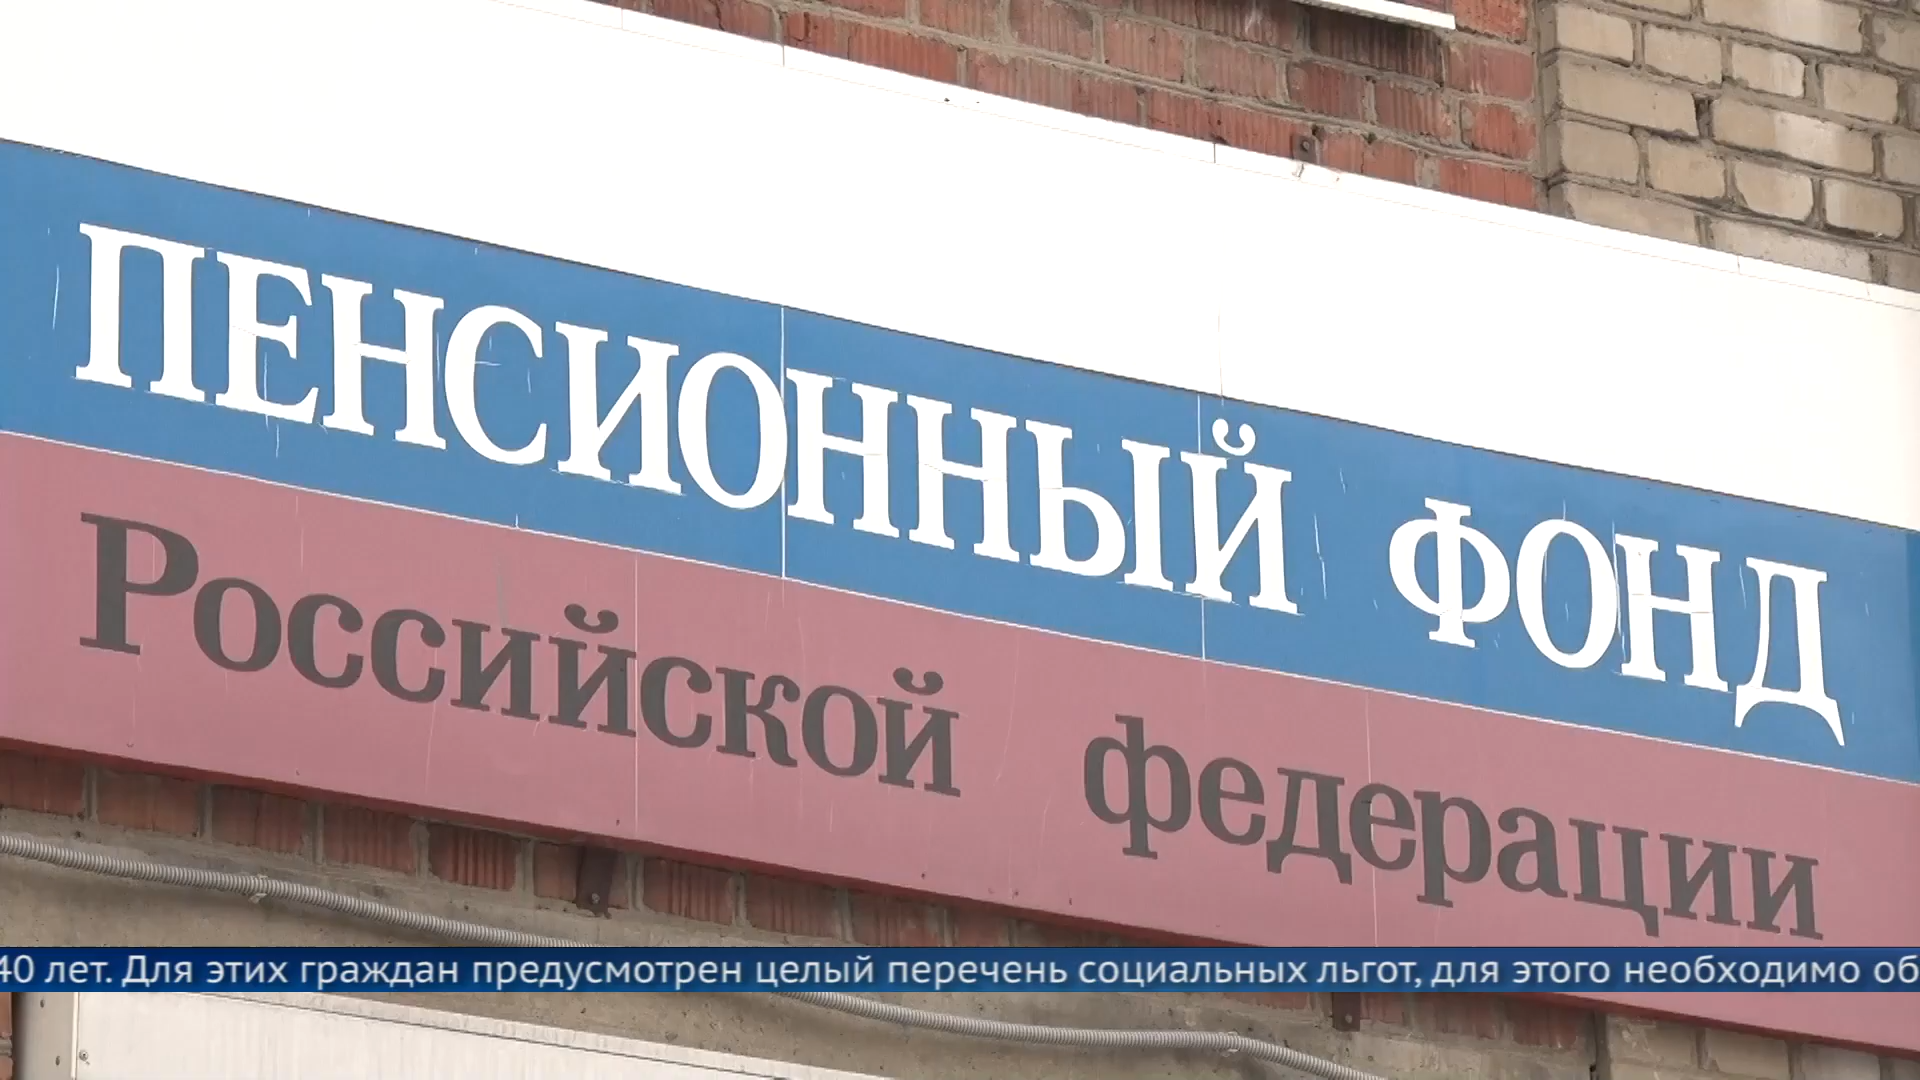 ПЕНСИОННЫЙ ФОНД
Российской федерации
40 лет. Для этих граждан предусмотрен целый перечень социальных льгот, для этого необходимо об